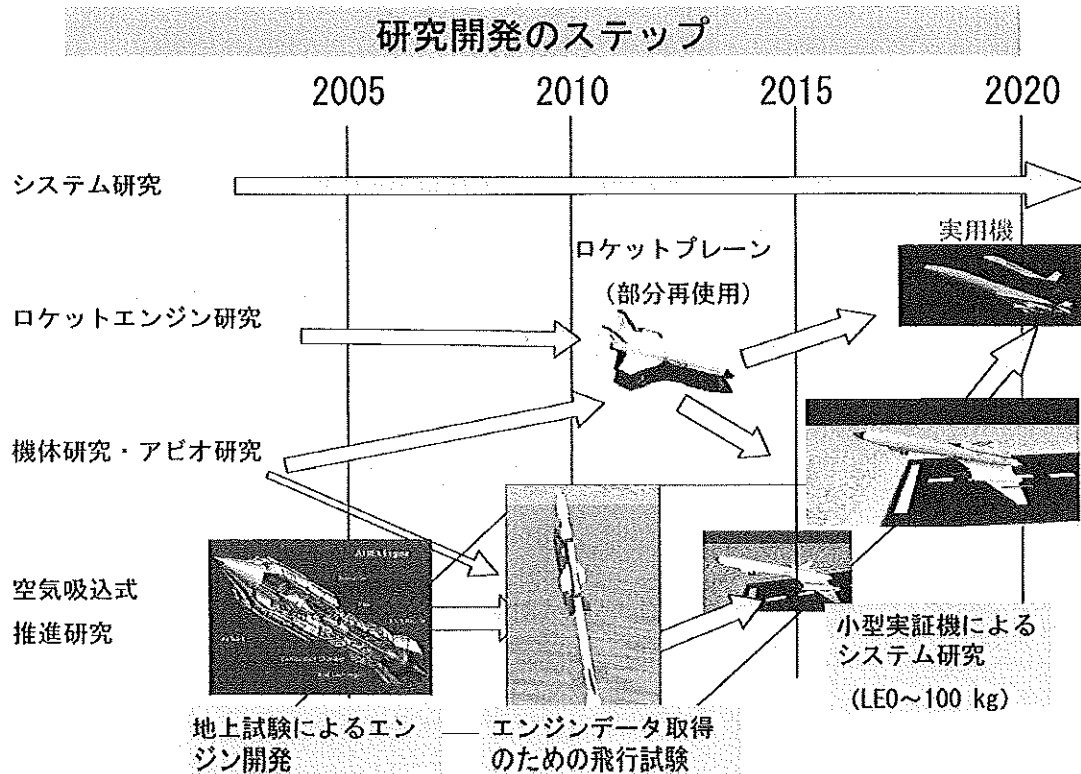 研究開発のステップ
2005
2010
2015
2020
システム研究
実用機
ロケットプレーン
(部分再使用)
ロケットエンジン研究
機体研究・アビオ研究
空気吸込式
推進研究
小型実証機による
システム研究
(LEO～100 kg)
地上試験によるエン
ジン開発
エンジンデータ取得
のための飛行試験